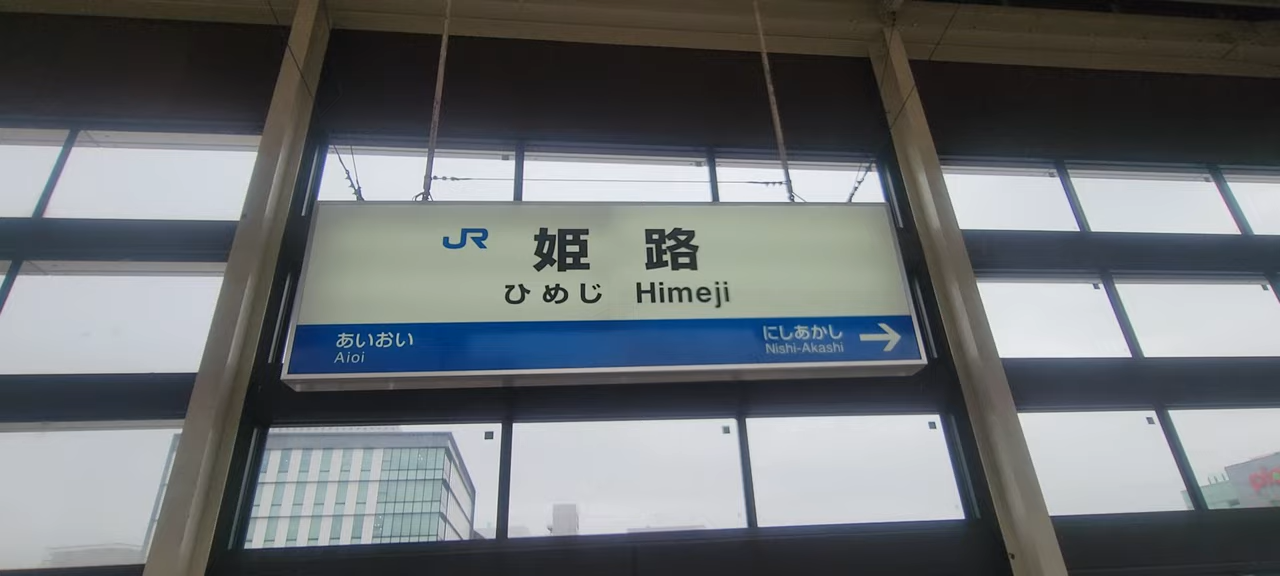 JR 姫路
ひめじ Himeji
あいおい
Aioi
にしあかし →
Nishi-Akashi